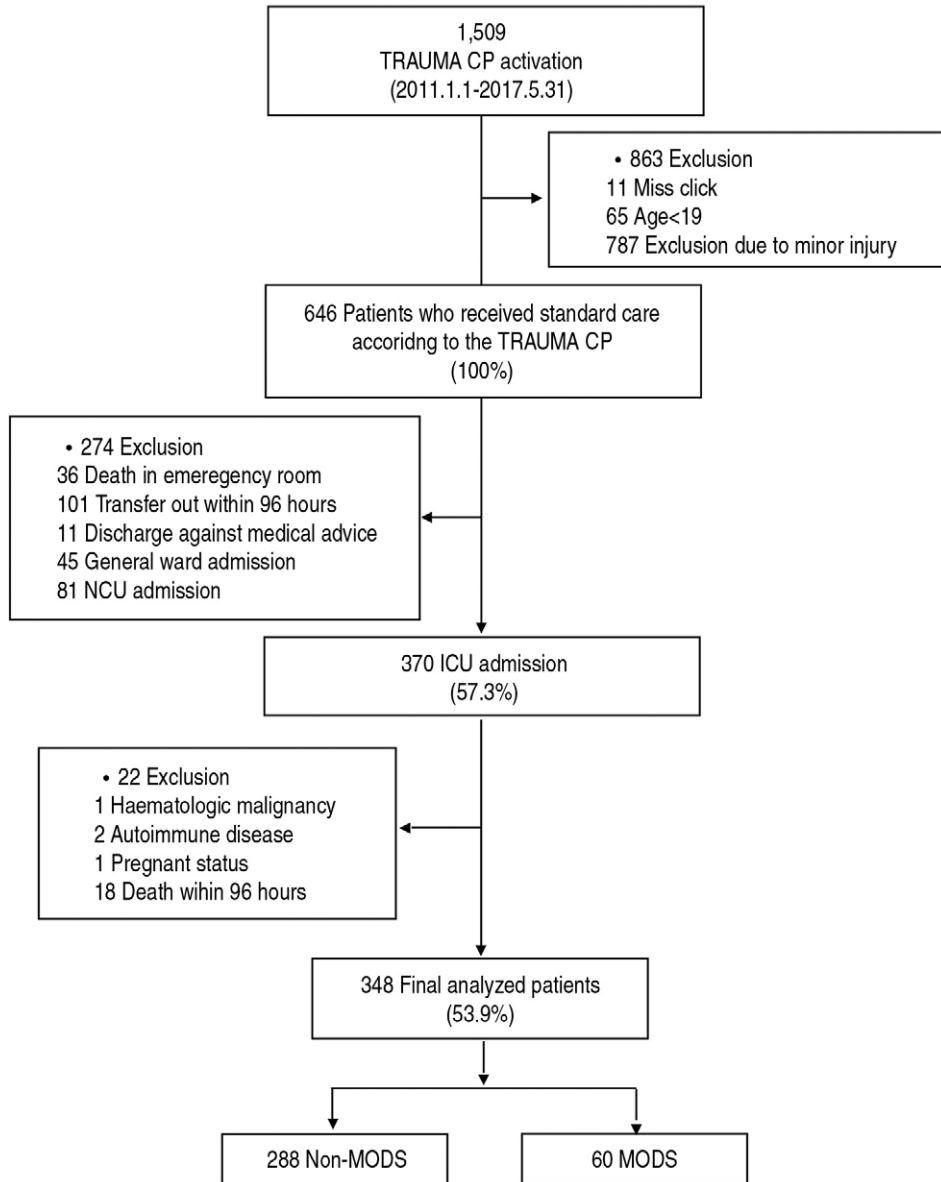 1,509
TRAUMA CP activation
(2011.1.1-2017.5.31)
• 863 Exclusion
11 Miss click
65 Age<19
787 Exclusion due to minor injury
646 Patients who received standard care
accoridng to the TRAUMA CP
(100%)
• 274 Exclusion
36 Death in emeregency room
101 Transfer out within 96 hours
11 Discharge against medical advice
45 General ward admission
81 NCU admission
370 ICU admission
(57.3%)
• 22 Exclusion
1 Haematologic malignancy
2 Autoimmune disease
1 Pregnant status
18 Death wihin 96 hours
348 Final analyzed patients
(53.9%)
288 Non-MODS
60 MODS